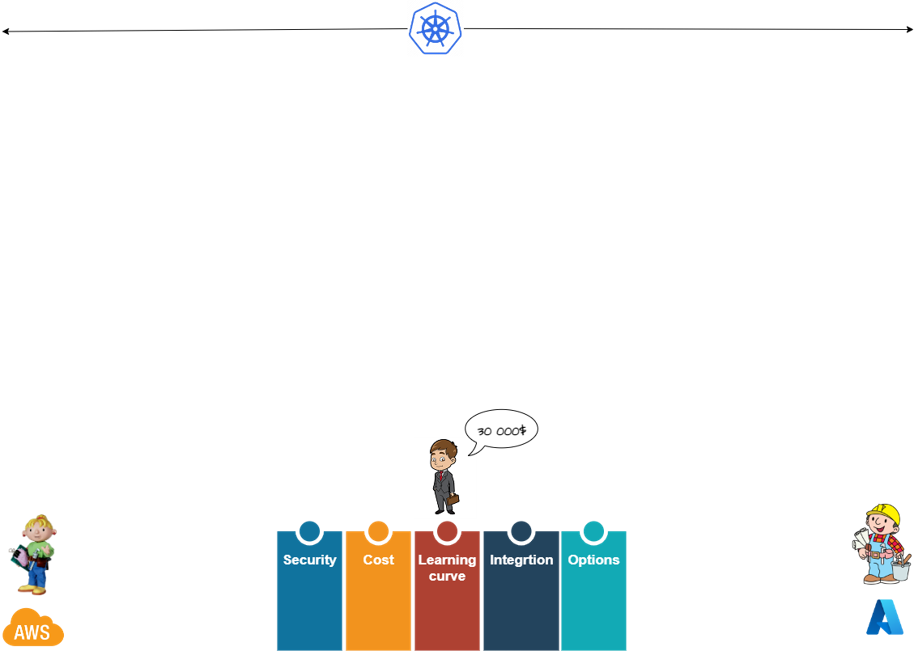 30 000$
Security
Cost
Learning
curve
Integrtion
Options
AWS